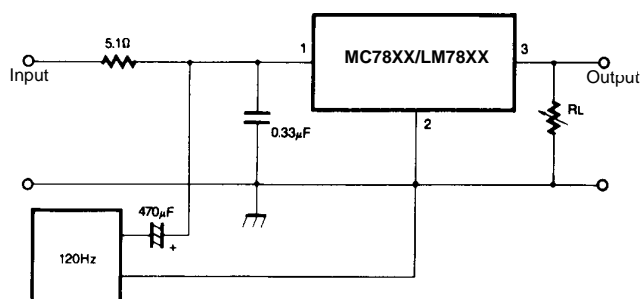 5.1Ω
Input
1
MC78XX/LM78XX
3
Output
0.33μF
2
RL
470μF
+
120Hz